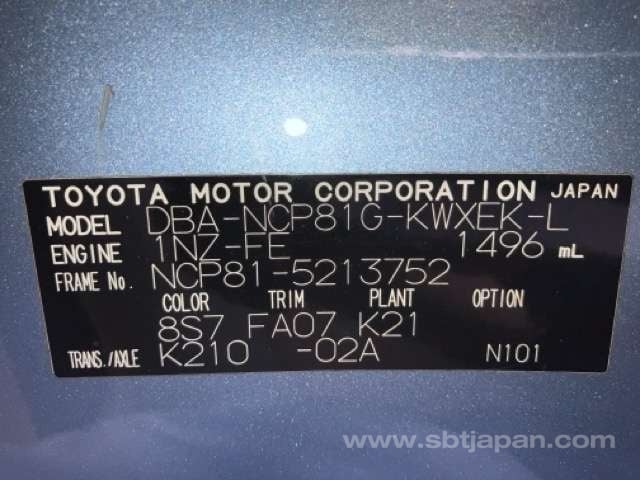 TOYOTA MOTOR CORPORATION JAPAN
MODEL DBA-NCP81G-KWXEK-L
ENGINE 1NZ-FE 1496 mL
FRAME No. NCP81-5213752
COLOR TRIM PLANT OPTION
8S7 FA07 K21
TRANS./AXLE K210 -02A N101
www.sbtjapan.com